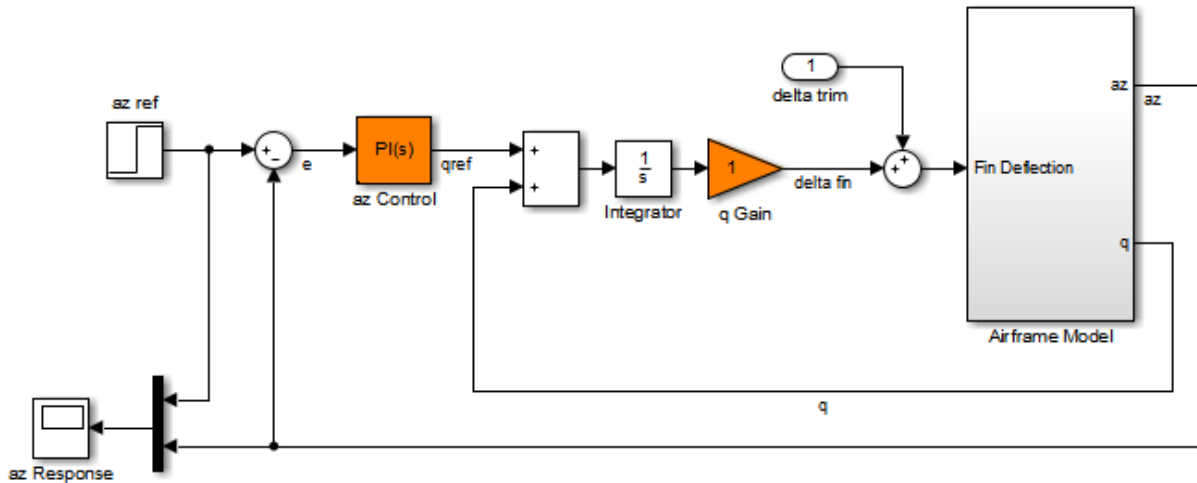 1
delta trim
az
az
az ref
+
−
e
PI(s)
qref
az Control
+
+
1
s
Integrator
1
q Gain
delta fin
+
+
Fin Deflection
q
Airframe Model
q
az Response